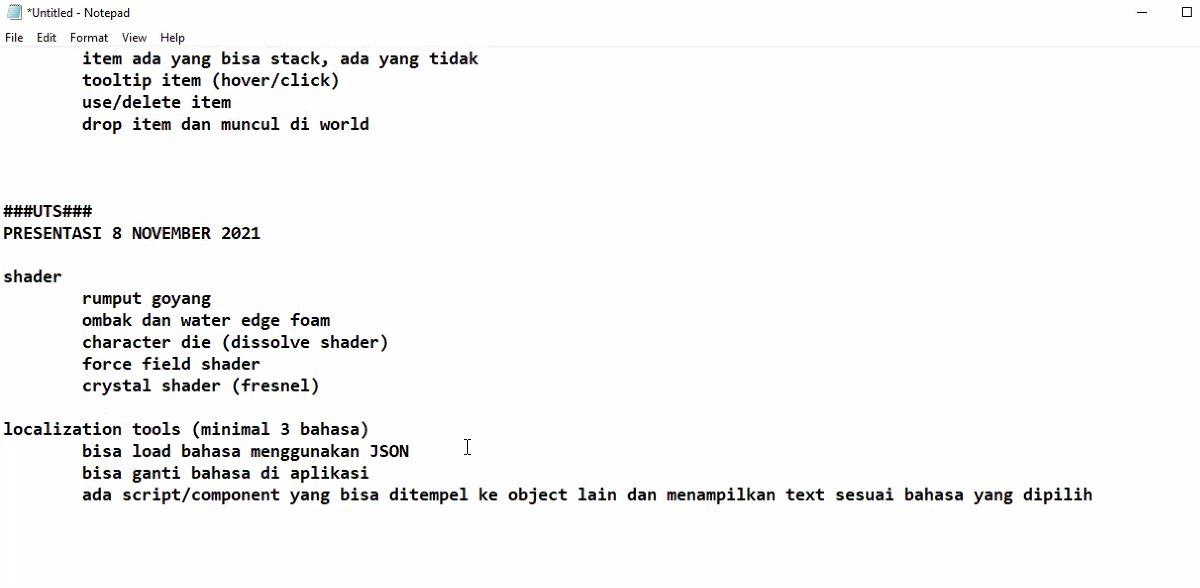 *Untitled - Notepad
File Edit Format View Help
item ada yang bisa stack, ada yang tidak
tooltip item (hover/click)
use/delete item
drop item dan muncul di world
###UTS###
PRESENTASI 8 NOVEMBER 2021
shader
rumput goyang
ombak dan water edge foam
character die (dissolve shader)
force field shader
crystal shader (fresnel)
localization tools (minimal 3 bahasa)
bisa load bahasa menggunakan JSON
bisa ganti bahasa di aplikasi
ada script/component yang bisa ditempel ke object lain dan menampilkan text sesuai bahasa yang dipilih